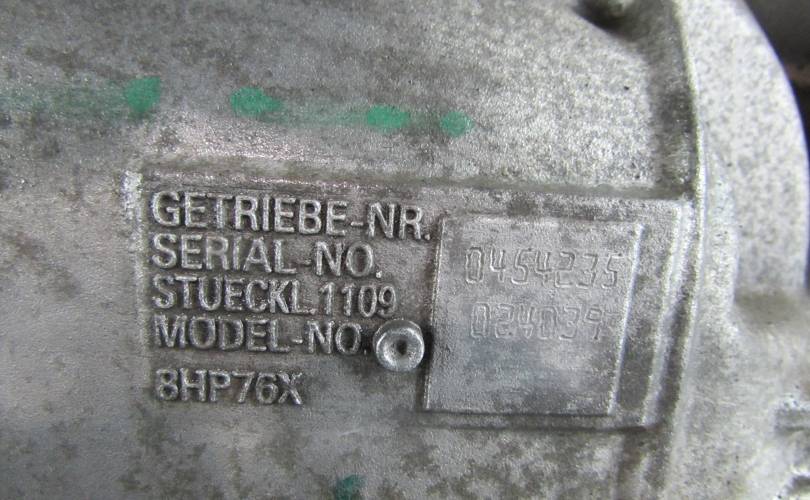 GETRIEBE-NR.
SERIAL-NO.
0454235
STUECKL.1109
024039
MODEL-NO.
8HP76X